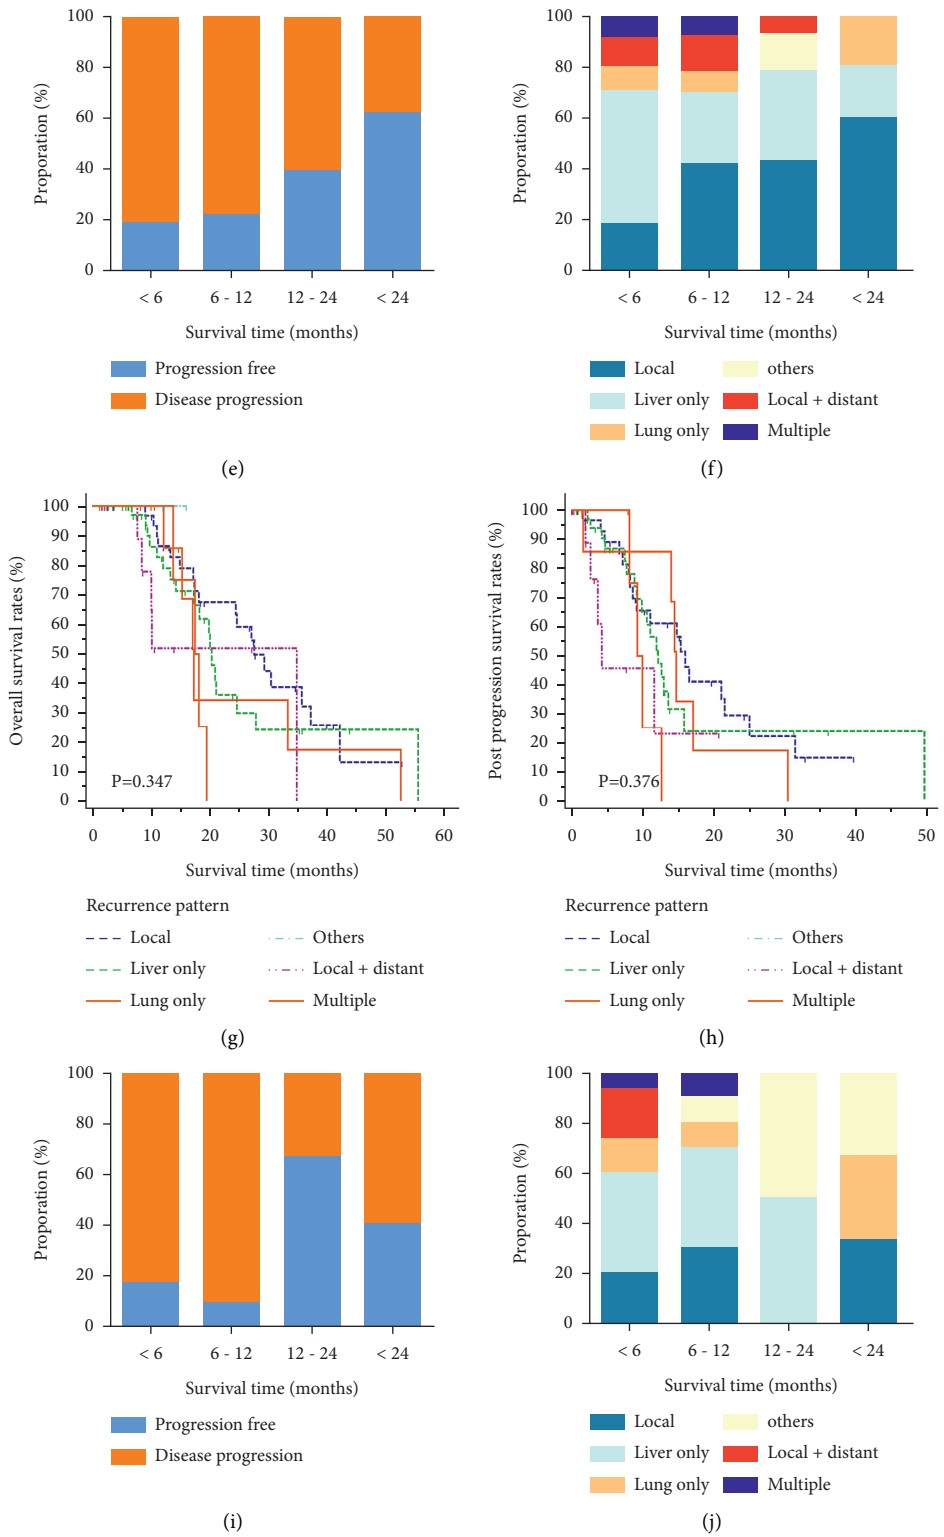 Proporation (%)
100
80
60
40
20
0
< 6
6 - 12
12 - 24
< 24
Survival time (months)
Progression free
Disease progression
(e)
Proporation (%)
100
80
60
40
20
0
< 6
6 - 12
12 - 24
< 24
Survival time (months)
Local
others
Liver only
Local + distant
Lung only
Multiple
(f)
Overall survival rates (%)
100
90
80
70
60
50
40
30
20
10
0
P=0.347
0
10
20
30
40
50
60
Survival time (months)
Recurrence pattern
Local
Others
Liver only
Local + distant
Lung only
Multiple
(g)
Post progression survival rates (%)
100
90
80
70
60
50
40
30
20
10
0
P=0.376
0
10
20
30
40
50
Survival time (months)
Recurrence pattern
Local
Others
Liver only
Local + distant
Lung only
Multiple
(h)
Proporation (%)
100
80
60
40
20
0
< 6
6 - 12
12 - 24
< 24
Survival time (months)
Progression free
Disease progression
(i)
Proporation (%)
100
80
60
40
20
0
< 6
6 - 12
12 - 24
< 24
Survival time (months)
Local
others
Liver only
Local + distant
Lung only
Multiple
(j)